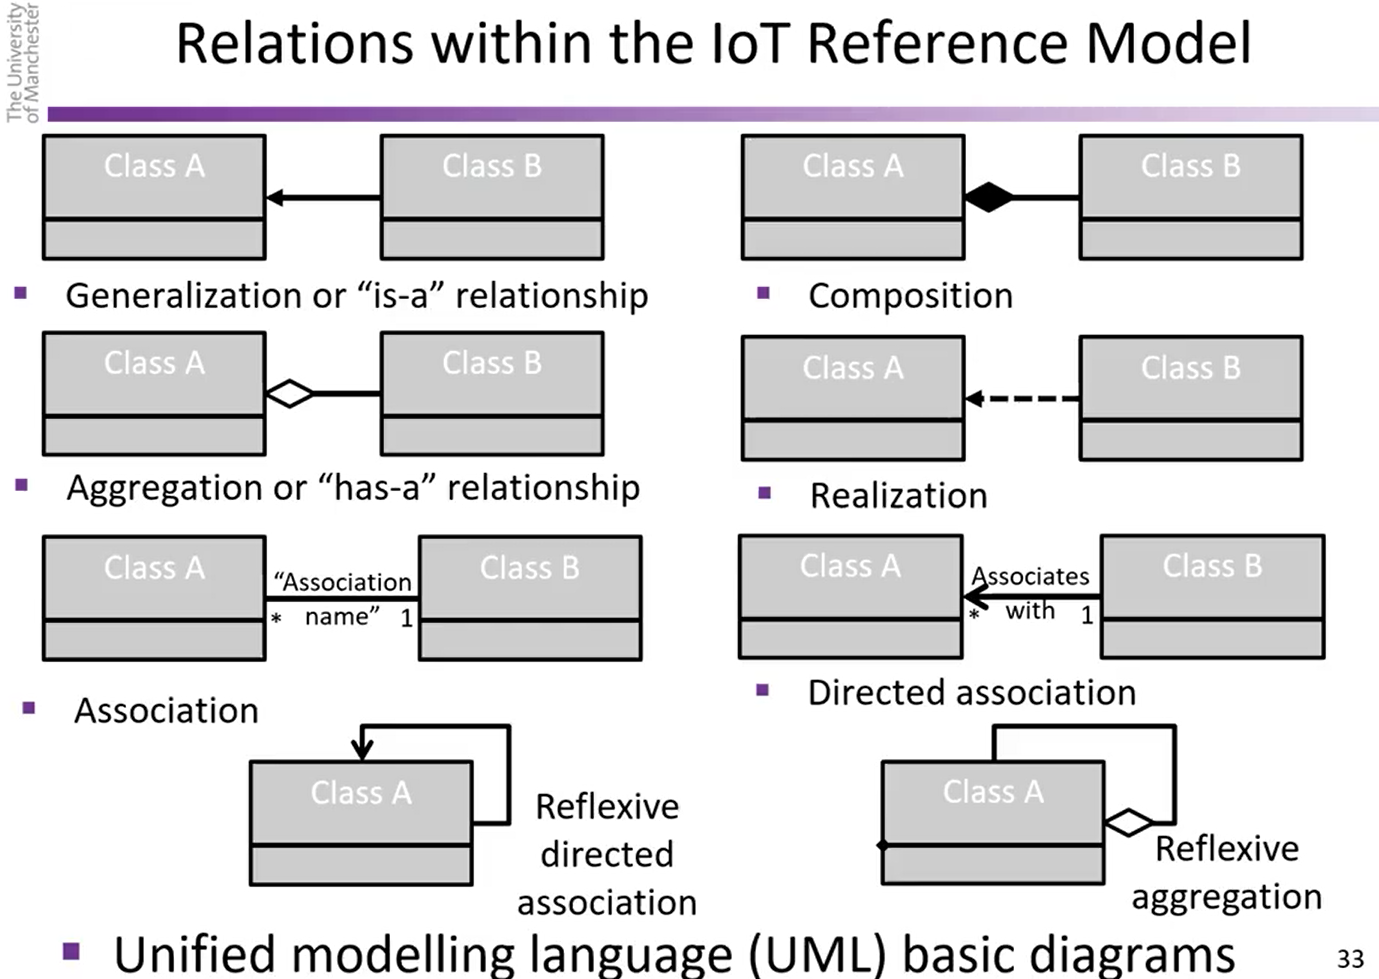 The University
of Manchester
Relations within the IoT Reference Model
Class A
Class B
Generalization or “is-a” relationship
Class A
Class B
Composition
Class A
Class B
Aggregation or “has-a” relationship
Class A
Class B
Realization
Class A
“Association
name”
* 1
Class B
Association
Class A
Associates
with
* 1
Class B
Directed association
Class A
Reflexive
directed
association
Class A
Reflexive
aggregation
Unified modelling language (UML) basic diagrams
33